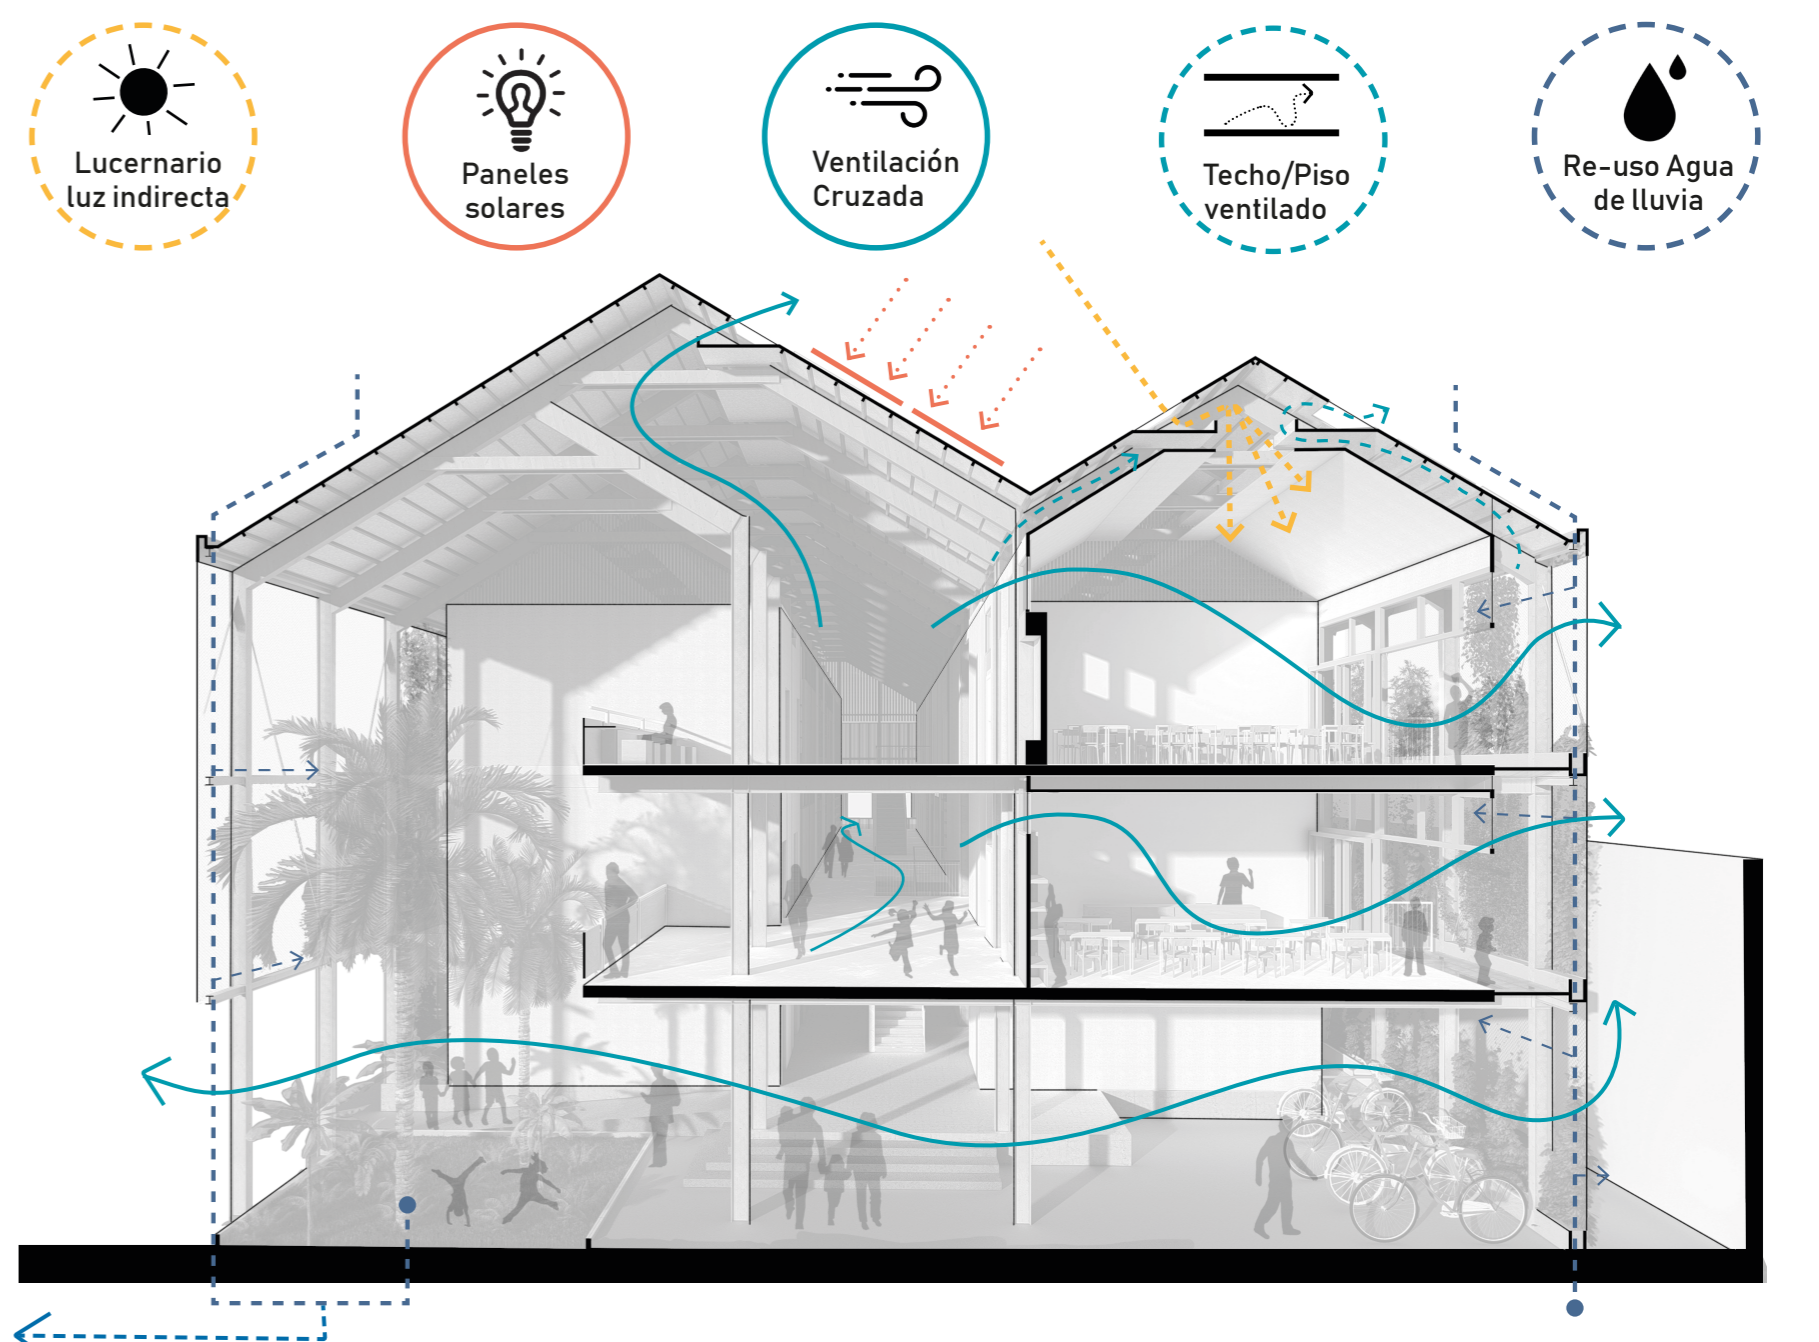 Lucernario
luz indirecta
Paneles
solares
Ventilación
Cruzada
Techo/Piso
ventilado
Re-uso Agua
de lluvia